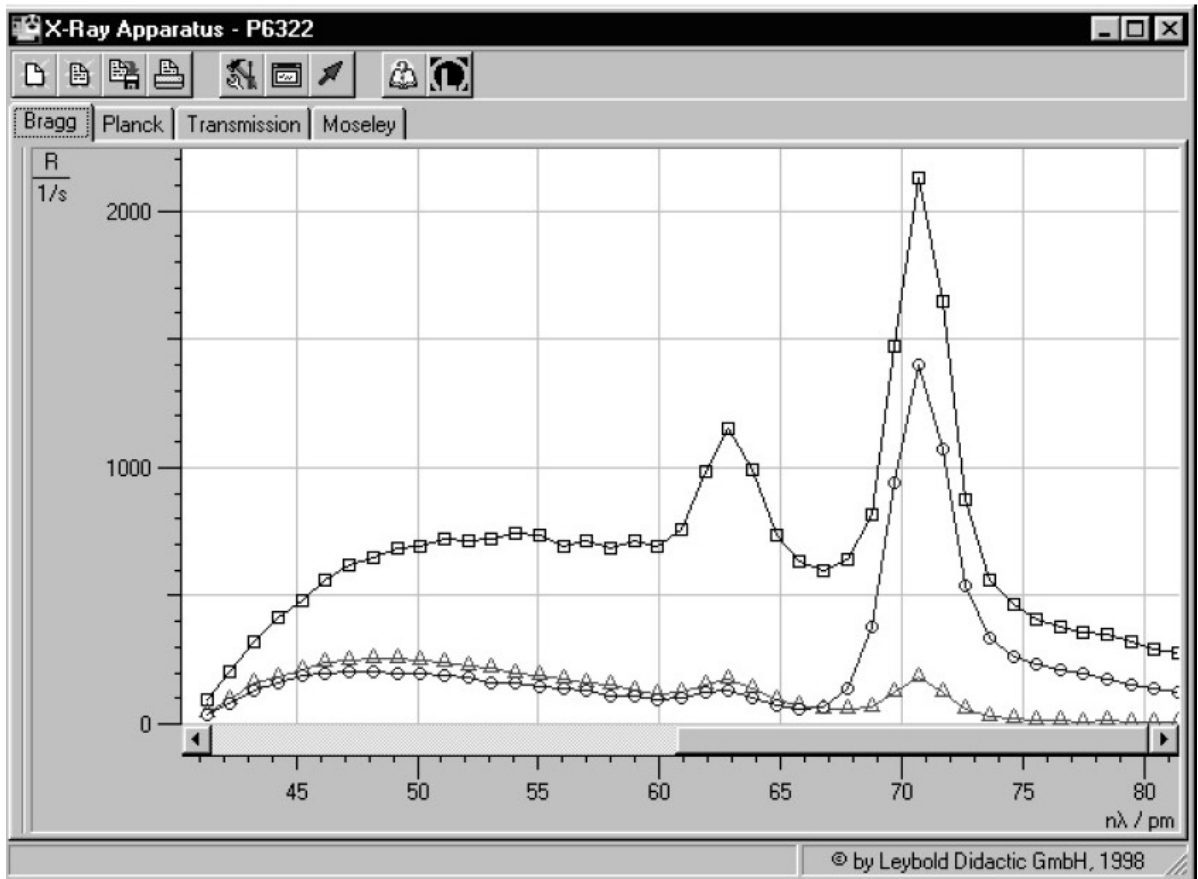 X-Ray Apparatus - P6322
Bragg Planck Transmission Moseley
R
1/s
2000
1000
0
45 50 55 60 65 70 75 80
nλ / pm
© by Leybold Didactic GmbH, 1998